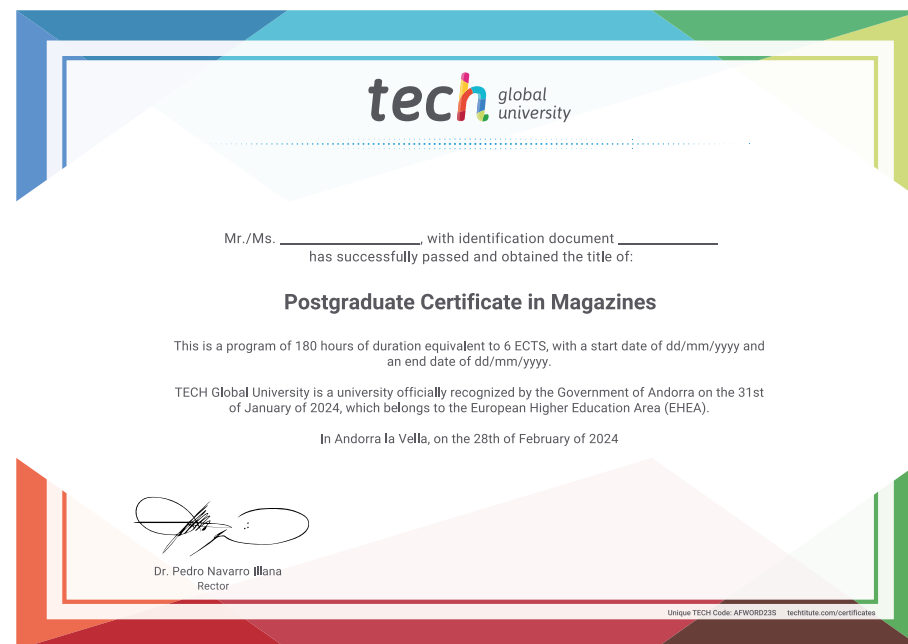 tech global
university
Mr./Ms. ____________________, with identification document ______________
has successfully passed and obtained the title of:
Postgraduate Certificate in Magazines
This is a program of 180 hours of duration equivalent to 6 ECTS, with a start date of dd/mm/yyyy and
an end date of dd/mm/yyyy.
TECH Global University is a university officially recognized by the Government of Andorra on the 31st
of January of 2024, which belongs to the European Higher Education Area (EHEA).
In Andorra la Vella, on the 28th of February of 2024
Dr. Pedro Navarro Illana
Rector
Unique TECH Code: AFWORD23S techtitute.com/certificates